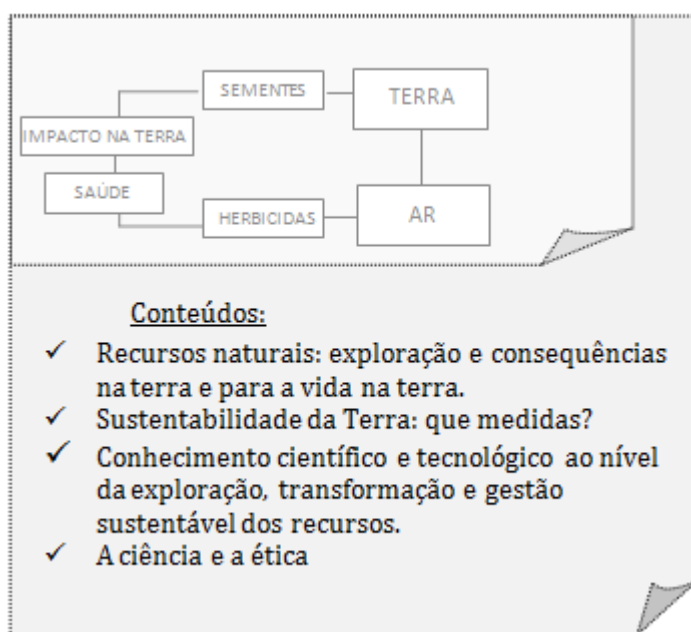 SEMENTES
TERRA
IMPACTO NA TERRA
SAÚDE
HERBICIDAS
AR
Conteúdos:
✓ Recursos naturais: exploração e consequências
na terra e para a vida na terra.
✓ Sustentabilidade da Terra: que medidas?
✓ Conhecimento científico e tecnológico ao nível
da exploração, transformação e gestão
sustentável dos recursos.
✓ A ciência e a ética